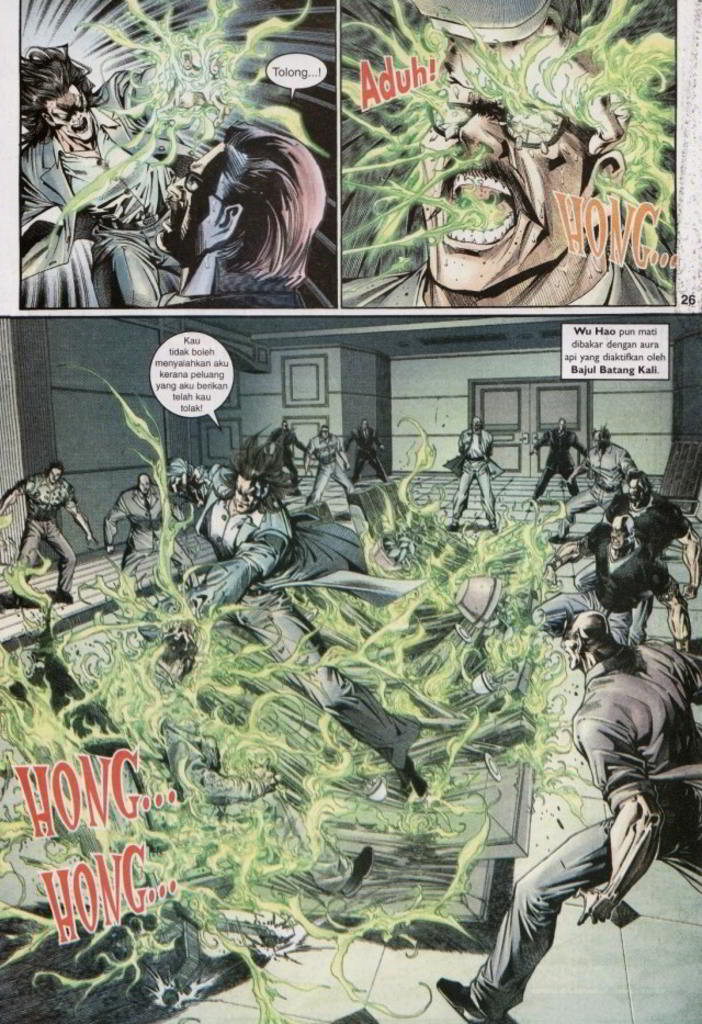 Tolong...!
Aduh!
HONG...
26
Kau
tidak boleh
menyalahkan aku
kerana peluang
yang aku berikan
telah kau
tolak!
Wu Hao pun mati
dibakar dengan aura
api yang diaktifkan oleh
Bajul Batang Kali.
HONG...
HONG...